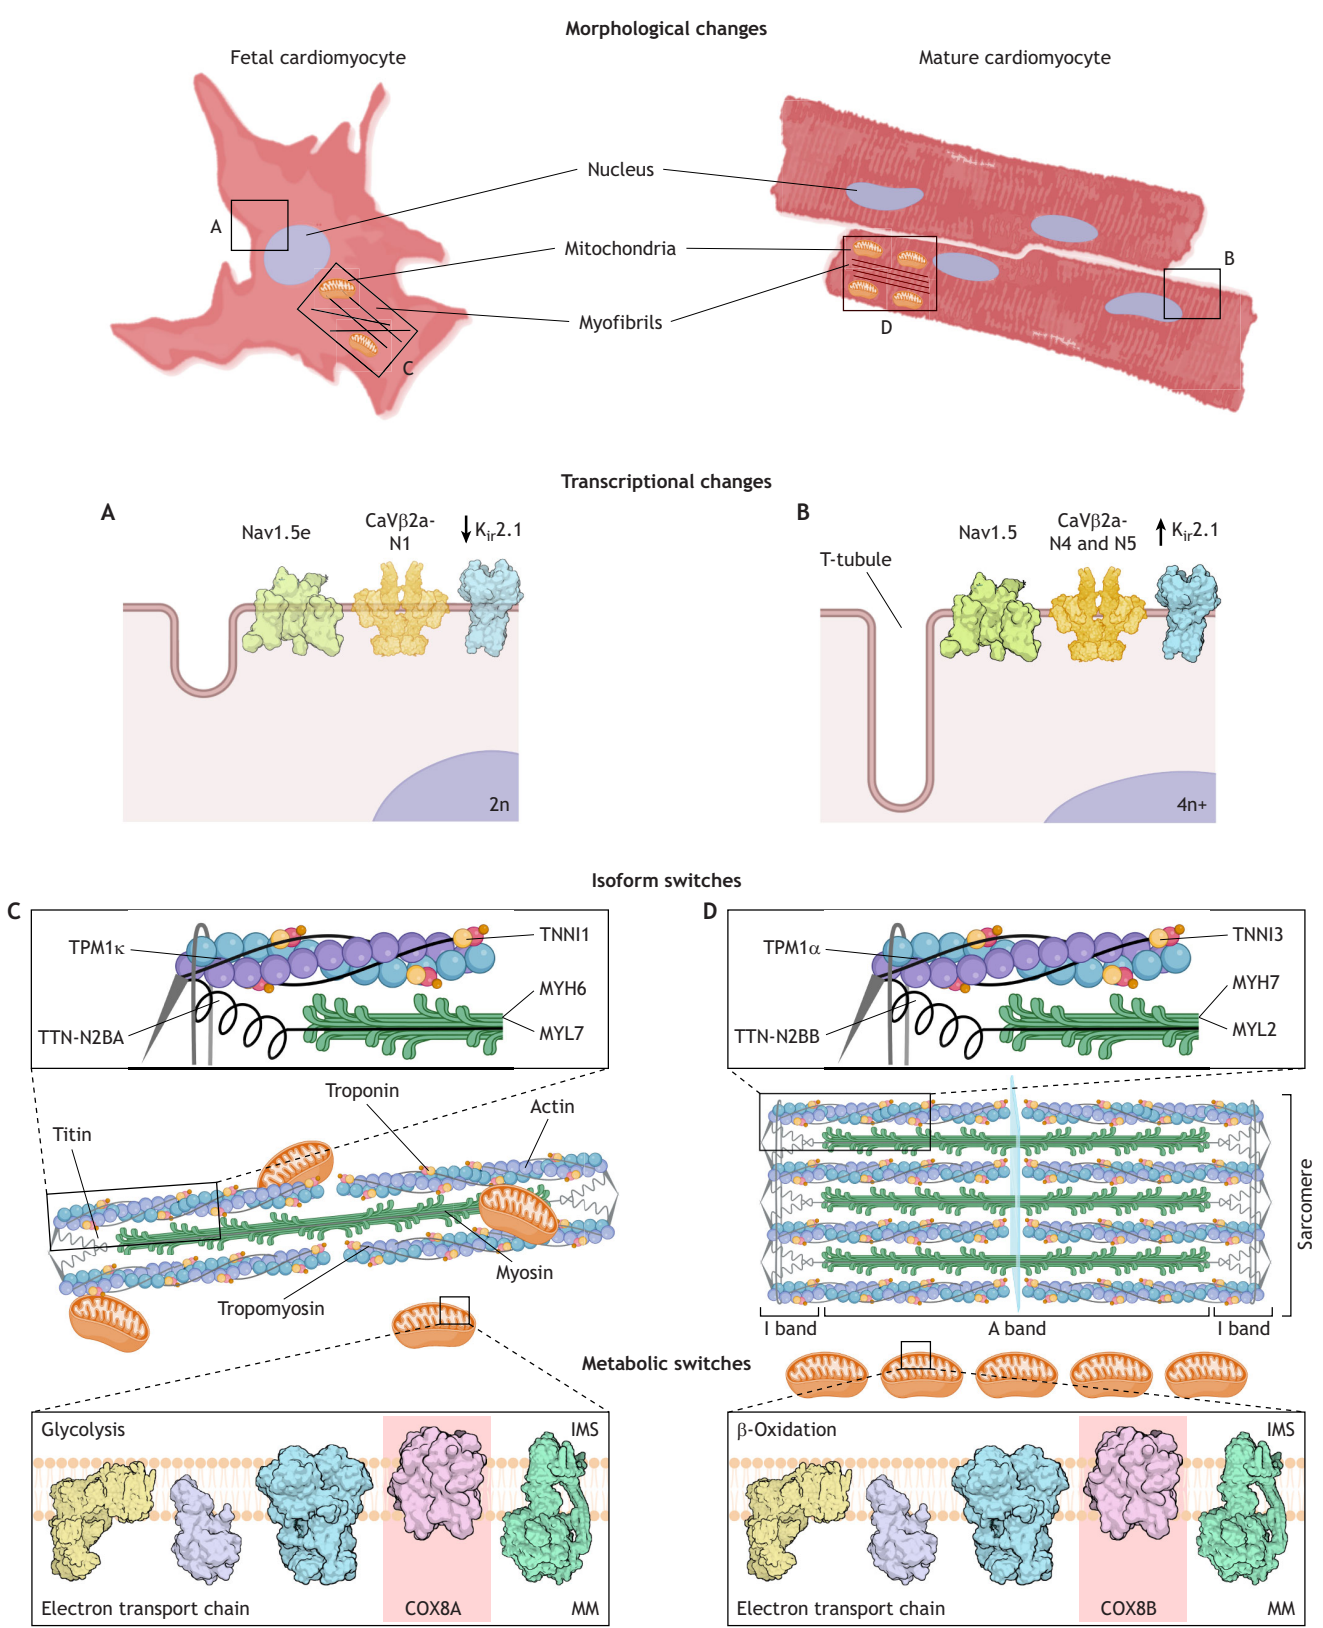 Morphological changes
Fetal cardiomyocyte
Mature cardiomyocyte
Nucleus
A
Mitochondria
B
Myofibrils
D
C
Transcriptional changes
A
Nav1.5e
CaVβ2a-
N1
↓ Kir2.1
2n
B
T-tubule
Nav1.5
CaVβ2a-
N4 and N5
↑ Kir2.1
4n+
Isoform switches
C
TPM1κ
TNNI1
MYH6
TTN-N2BA
MYL7
Troponin
Actin
Titin
Myosin
Tropomyosin
D
TPM1α
TNNI3
MYH7
TTN-N2BB
MYL2
Sarcomere
I band
A band
I band
Metabolic switches
Glycolysis
IMS
Electron transport chain
COX8A
MM
β-Oxidation
IMS
Electron transport chain
COX8B
MM